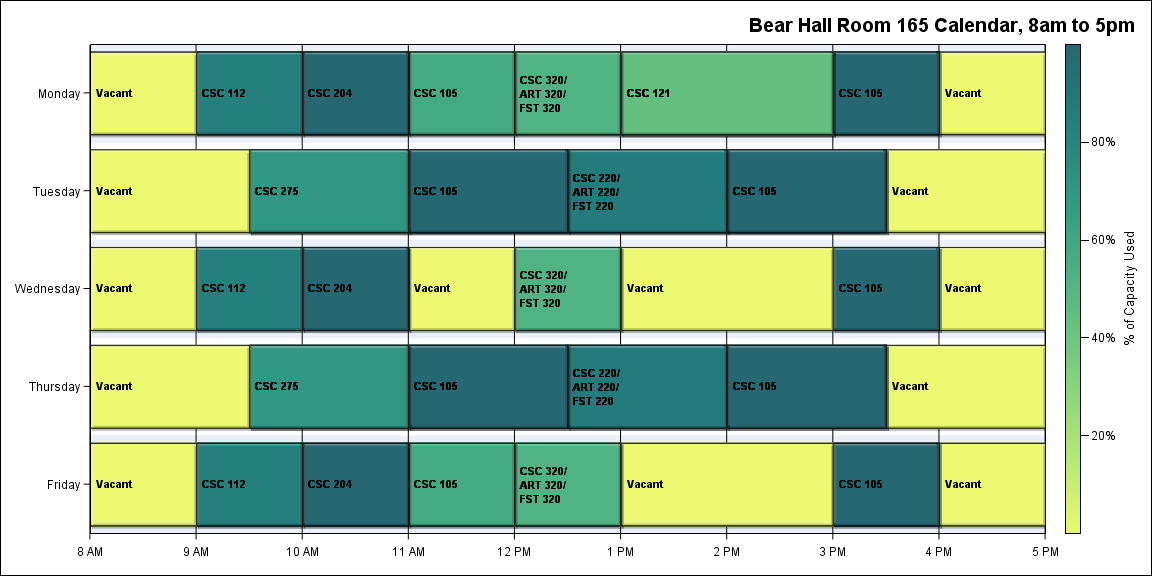 Bear Hall Room 165 Calendar, 8am to 5pm
Monday
Vacant
CSC 112
CSC 204
CSC 105
CSC 320/
ART 320/
FST 320
CSC 121
CSC 105
Vacant
Tuesday
Vacant
CSC 275
CSC 105
CSC 220/
ART 220/
FST 220
CSC 105
Vacant
Wednesday
Vacant
CSC 112
CSC 204
Vacant
CSC 320/
ART 320/
FST 320
Vacant
CSC 105
Vacant
Thursday
Vacant
CSC 275
CSC 105
CSC 220/
ART 220/
FST 220
CSC 105
Vacant
Friday
Vacant
CSC 112
CSC 204
CSC 105
CSC 320/
ART 320/
FST 320
Vacant
CSC 105
Vacant
8 AM
9 AM
10 AM
11 AM
12 PM
1 PM
2 PM
3 PM
4 PM
5 PM
80%
60%
40%
20%
% of Capacity Used